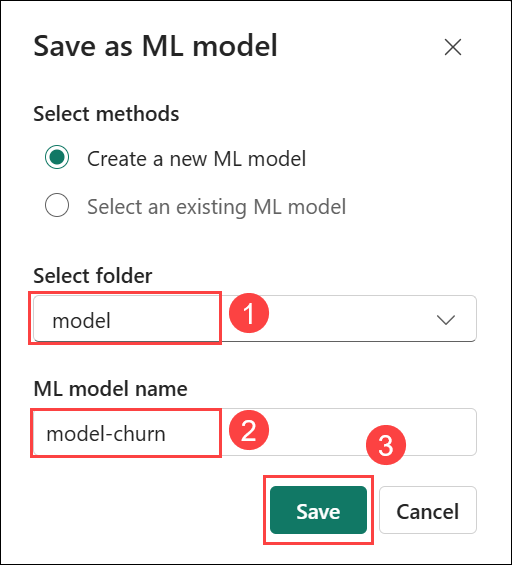 Save as ML model
Select methods
Create a new ML model
Select an existing ML model
Select folder
model
1
ML model name
model-churn
2
3
Save Cancel